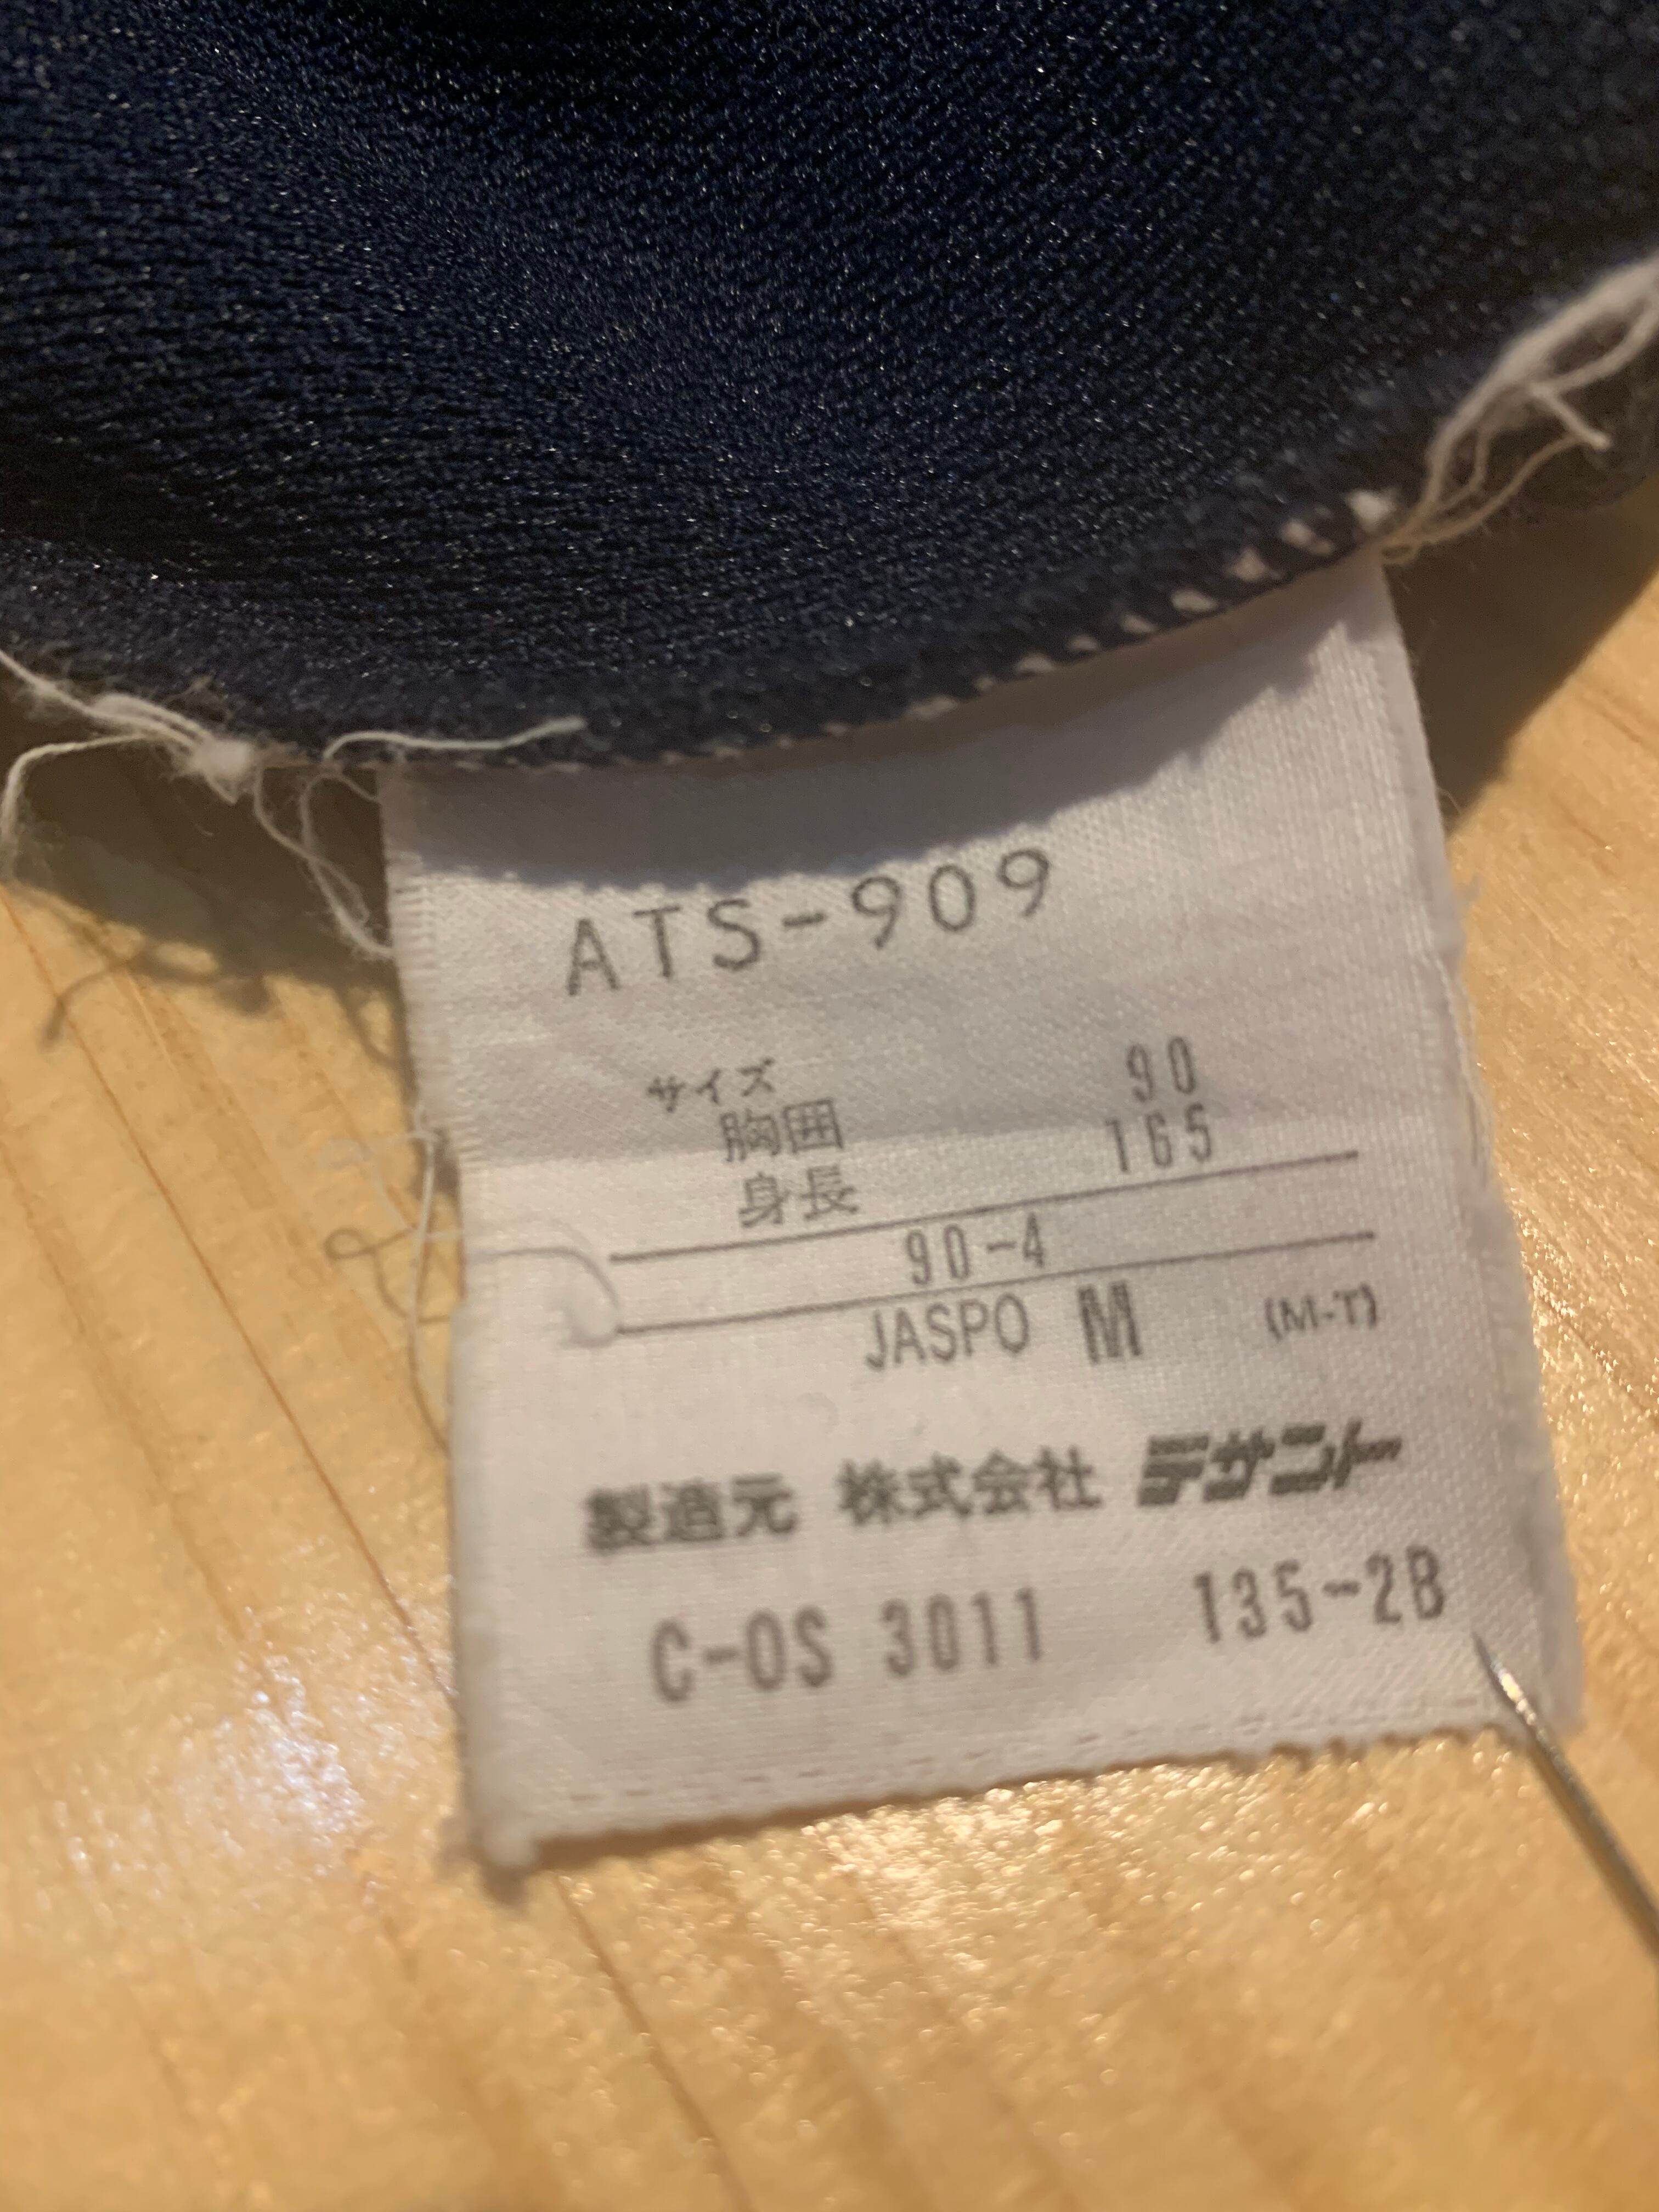 ATS-909
サイズ
胸囲 90
身長 165
90-4
JASPO M (M-T)
製造元 株式会社 デサント
C-OS 3011 135-2B